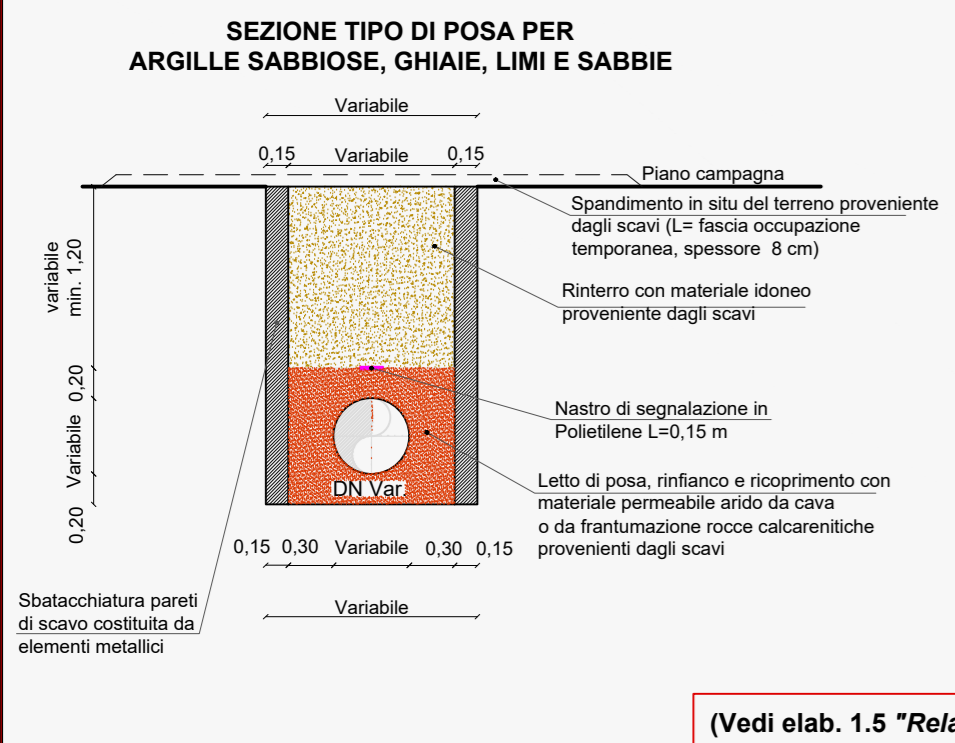 SEZIONE TIPO DI POSA PER
ARGILLE SABBIOSE, GHIAIE, LIMI E SABBIE
Variabile
0,15 Variabile 0,15
Piano campagna
Spandimento in situ del terreno proveniente
dagli scavi (L= fascia occupazione
temporanea, spessore 8 cm)
variabile
min. 1,20
Rinterro con materiale idoneo
proveniente dagli scavi
0,20
Nastro di segnalazione in
Polietilene L=0,15 m
Variabile
DN Var.
0,20
Letto di posa, rinfianco e ricoprimento con
materiale permeabile arido da cava
o da frantumazione rocce calcarenitiche
provenienti dagli scavi
0,15 0,30 Variabile 0,30 0,15
Variabile
Sbatacchiatura pareti
di scavo costituita da
elementi metallici
(Vedi elab. 1.5 "Rela